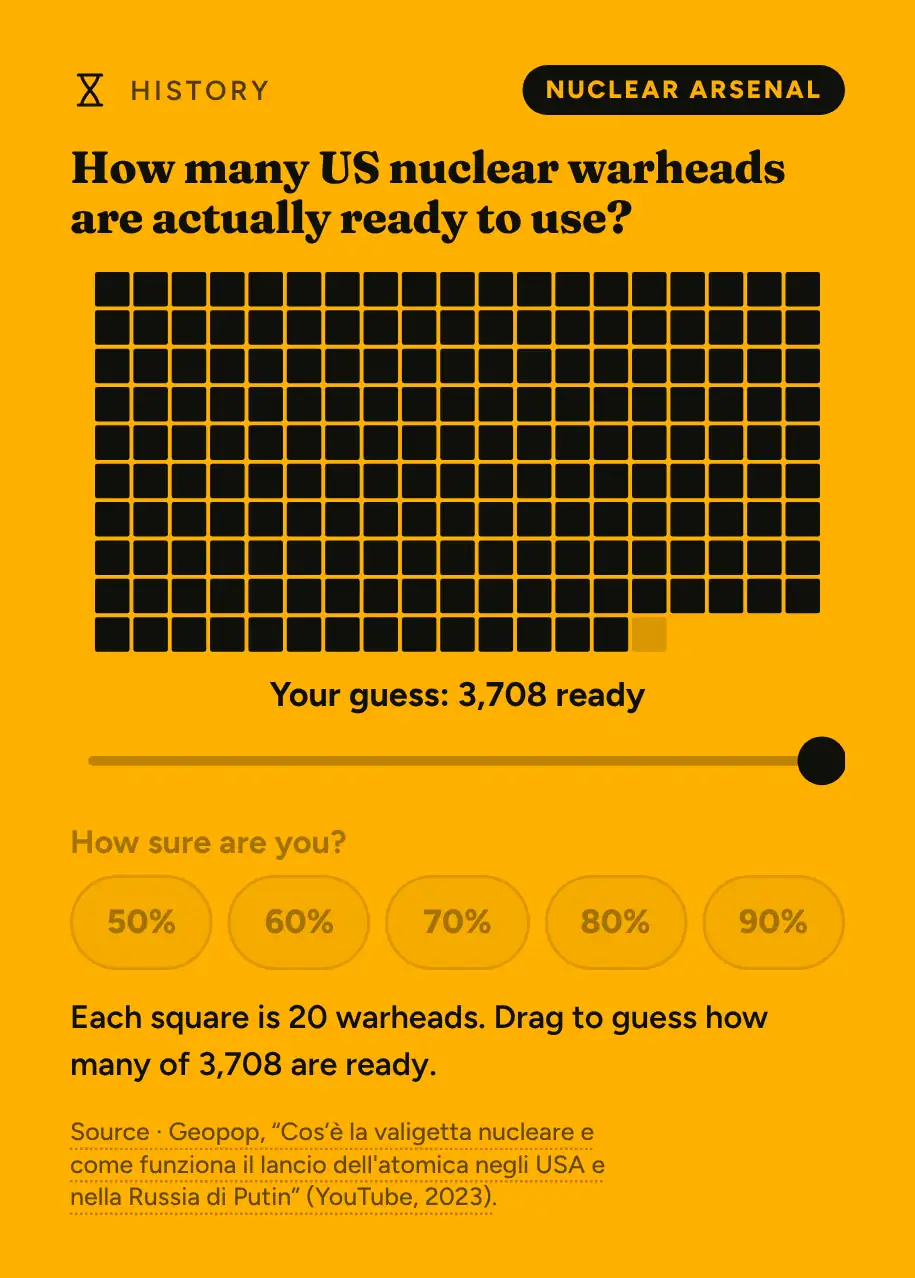 HISTORY
NUCLEAR ARSENAL
How many US nuclear warheads
are actually ready to use?
Your guess: 3,708 ready
How sure are you?
50% 60% 70% 80% 90%
Each square is 20 warheads. Drag to guess how
many of 3,708 are ready.
Source · Geopop, “Cos’è la valigetta nucleare e
come funziona il lancio dell'atomica negli USA e
nella Russia di Putin” (YouTube, 2023).